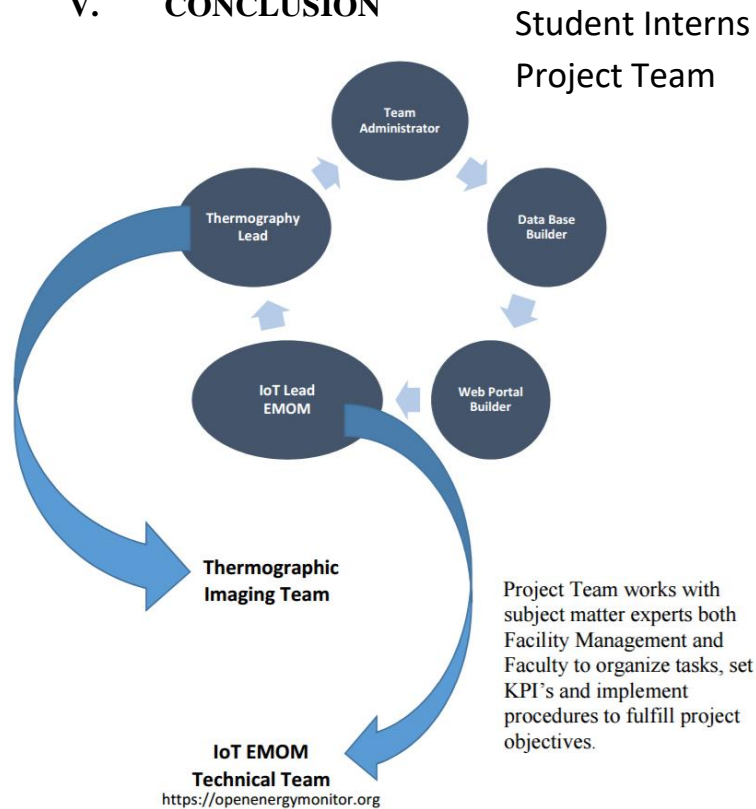 V. CONCLUSION
Student Interns
Project Team
Team
Administrator
Thermography
Lead
Data Base
Builder
IoT Lead
EMOM
Web Portal
Builder
Thermographic
Imaging Team
Project Team works with
subject matter experts both
Facility Management and
Faculty to organize tasks, set
KPI’s and implement
procedures to fulfill project
objectives.
IoT EMOM
Technical Team
https://openenergymonitor.org